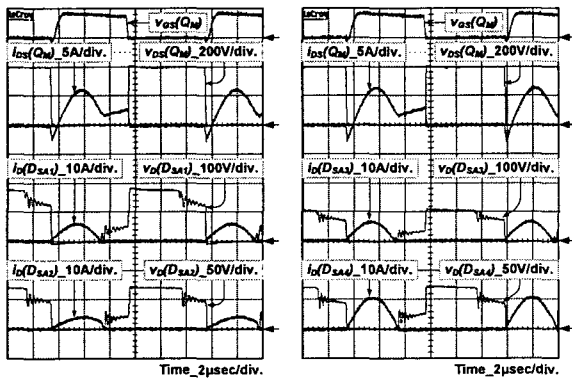 LeCroy
vGS(QM)
iDS(QM)_5A/div.
vDS(QM)_200V/div.
iD(DSA1)_10A/div.
vD(DSA1)_100V/div.
iD(DSA2)_10A/div.
vD(DSA2)_50V/div.
Time_2μsec/div.
LeCroy
vGS(QM)
iDS(QM)_5A/div.
vDS(QM)_200V/div.
iD(DSA3)_10A/div.
vD(DSA3)_100V/div.
iD(DSA4)_10A/div.
vD(DSA4)_50V/div.
Time_2μsec/div.